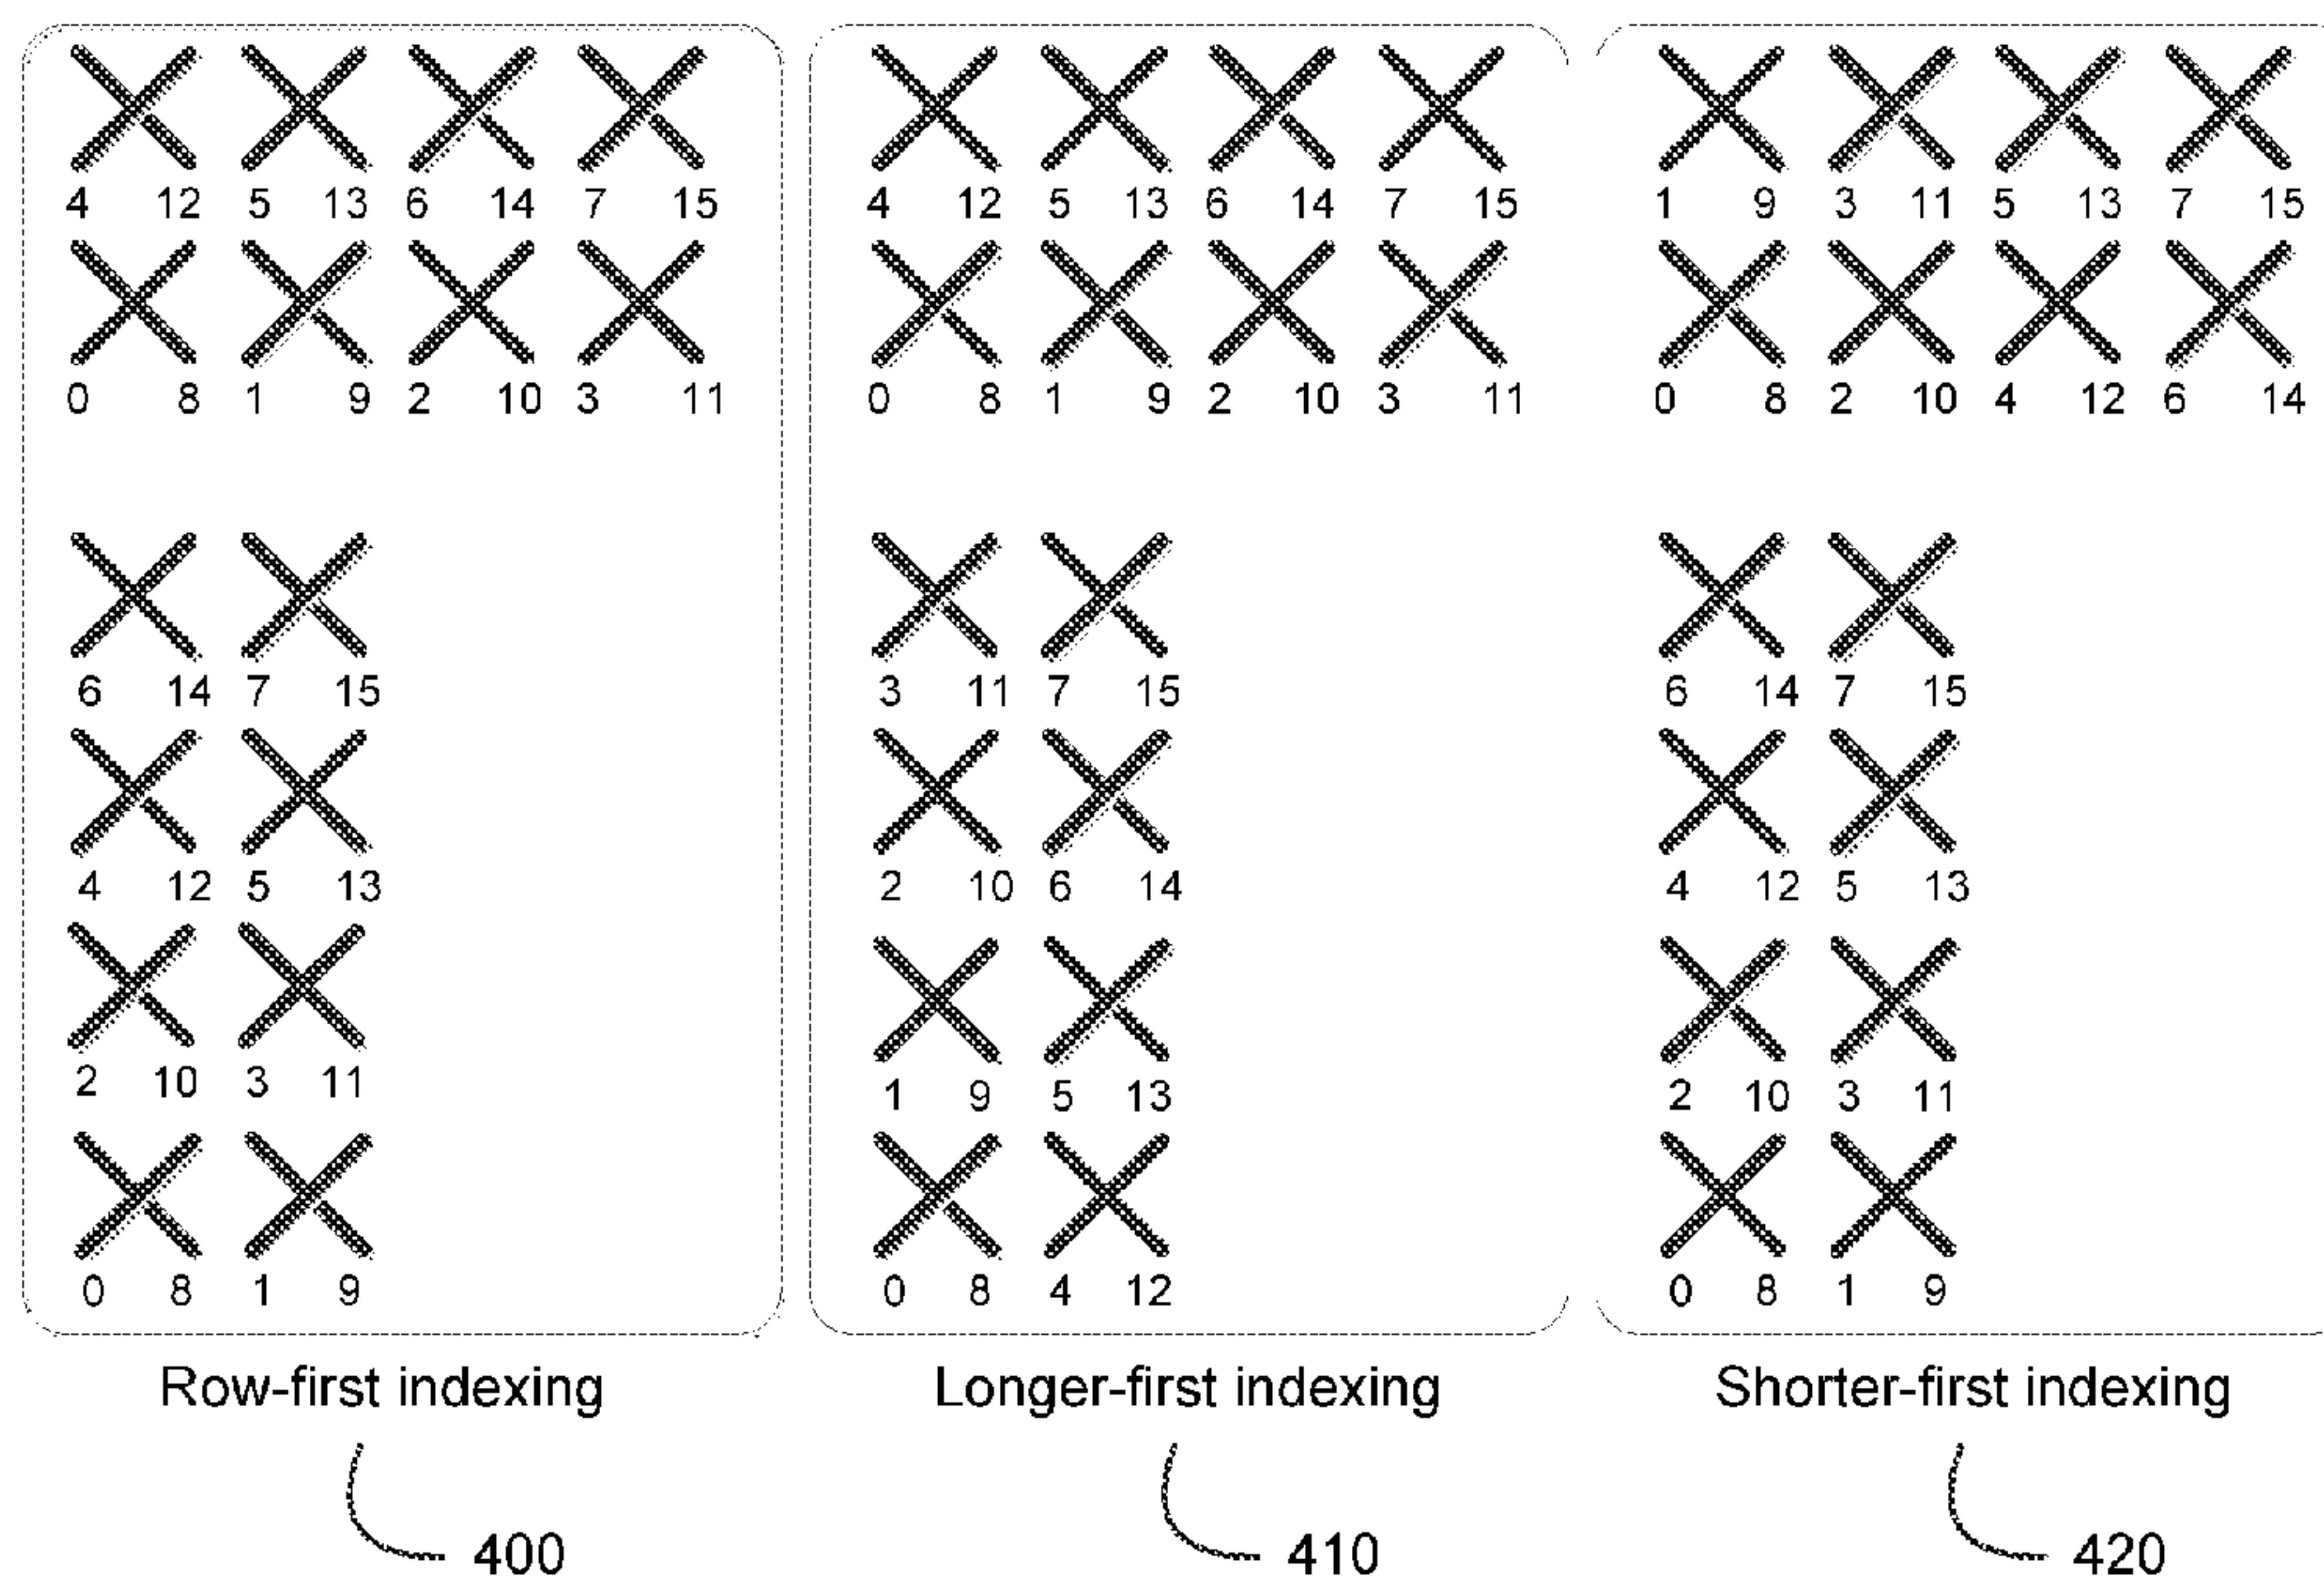 4 12 5 13 6 14 7 15 4 12 5 13 6 14 7 15 1 9 3 11 5 13 7 15
0 8 1 9 2 10 3 11 0 8 1 9 2 10 3 11 0 8 2 10 4 12 6 14
6 14 7 15 3 11 7 15 6 14 7 15
4 12 5 13 2 10 6 14 4 12 5 13
2 10 3 11 1 9 5 13 2 10 3 11
0 8 1 9 0 8 4 12 0 8 1 9
Row-first indexing Longer-first indexing Shorter-first indexing
400 410 420